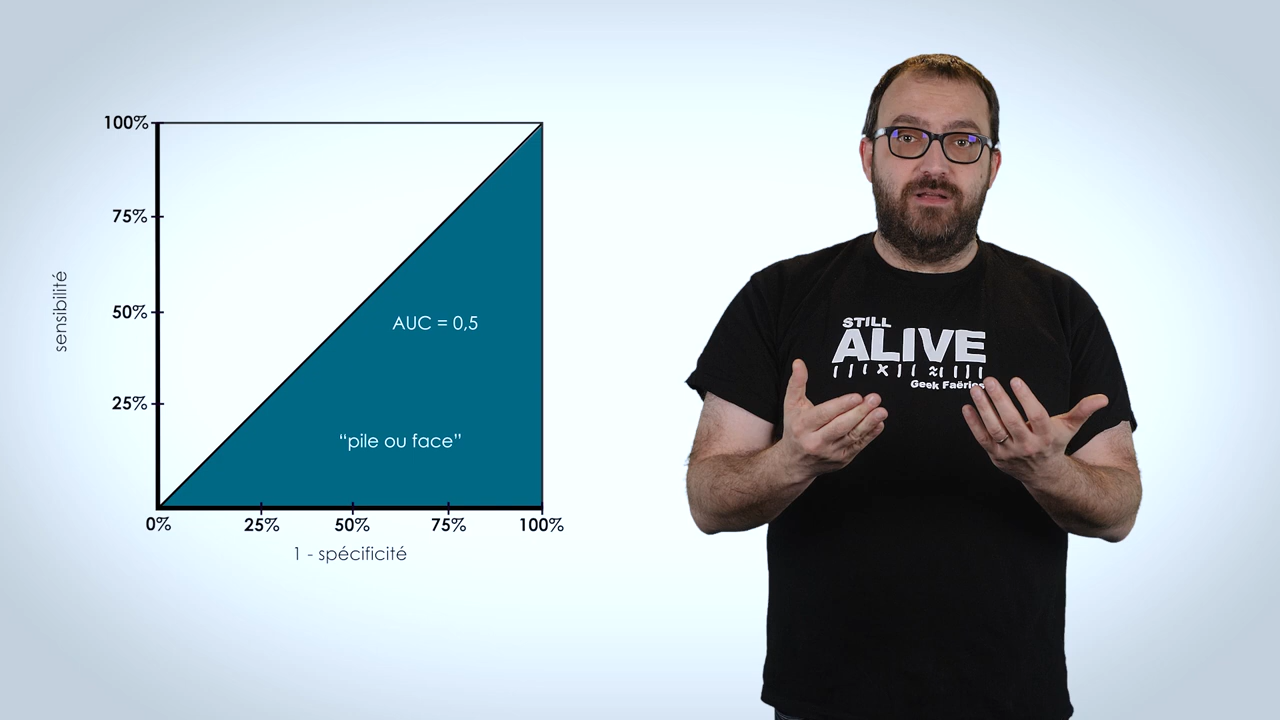 100%
75%
50%
25%
0%
25%
50%
75%
100%
sensibilité
1 - spécificité
AUC = 0,5
“pile ou face”
STILL
ALIVE
Geek Faëries